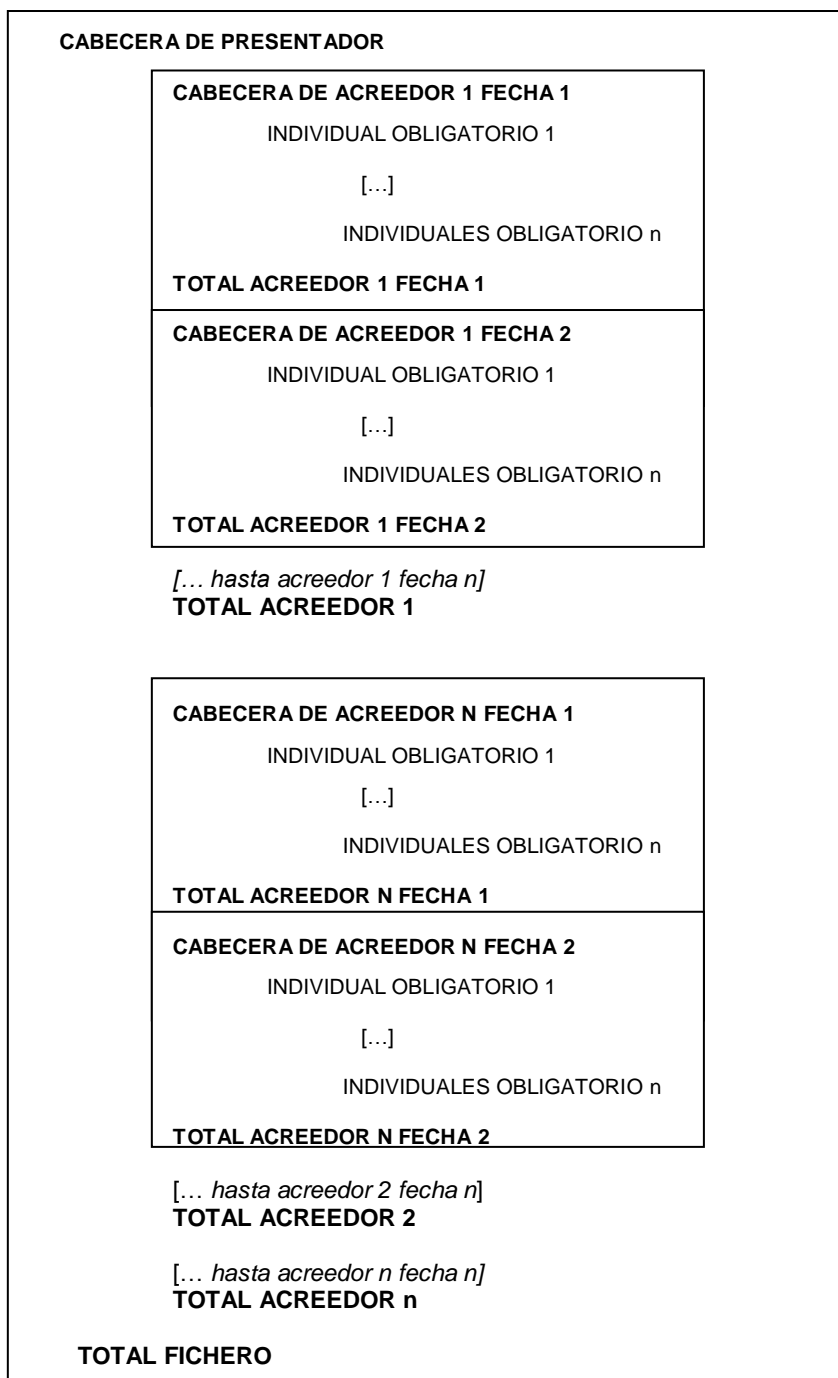 CABECERA DE PRESENTADOR
CABECERA DE ACREEDOR 1 FECHA 1
INDIVIDUAL OBLIGATORIO 1
[…]
INDIVIDUALES OBLIGATORIO n
TOTAL ACREEDOR 1 FECHA 1
CABECERA DE ACREEDOR 1 FECHA 2
INDIVIDUAL OBLIGATORIO 1
[…]
INDIVIDUALES OBLIGATORIO n
TOTAL ACREEDOR 1 FECHA 2
[… hasta acreedor 1 fecha n]
TOTAL ACREEDOR 1
CABECERA DE ACREEDOR N FECHA 1
INDIVIDUAL OBLIGATORIO 1
[…]
INDIVIDUALES OBLIGATORIO n
TOTAL ACREEDOR N FECHA 1
CABECERA DE ACREEDOR N FECHA 2
INDIVIDUAL OBLIGATORIO 1
[…]
INDIVIDUALES OBLIGATORIO n
TOTAL ACREEDOR N FECHA 2
[… hasta acreedor 2 fecha n]
TOTAL ACREEDOR 2
[… hasta acreedor n fecha n]
TOTAL ACREEDOR n
TOTAL FICHERO